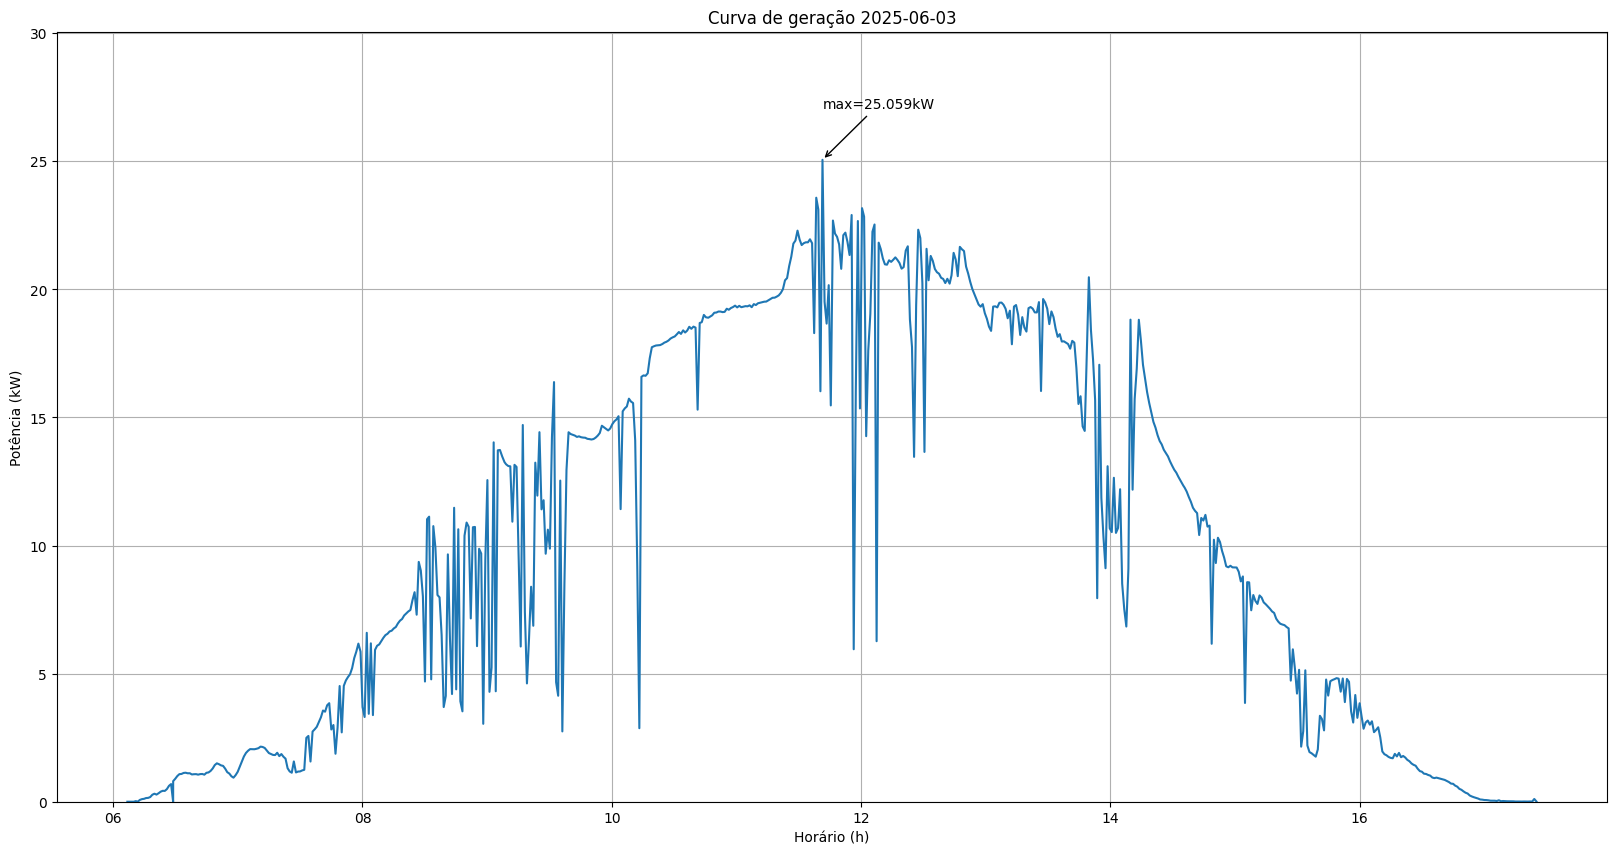 Curva de geração 2025-06-03
30
max=25.059kW
25
20
15
10
5
0
Potência (kW)
06 08 10 12 14 16
Horário (h)